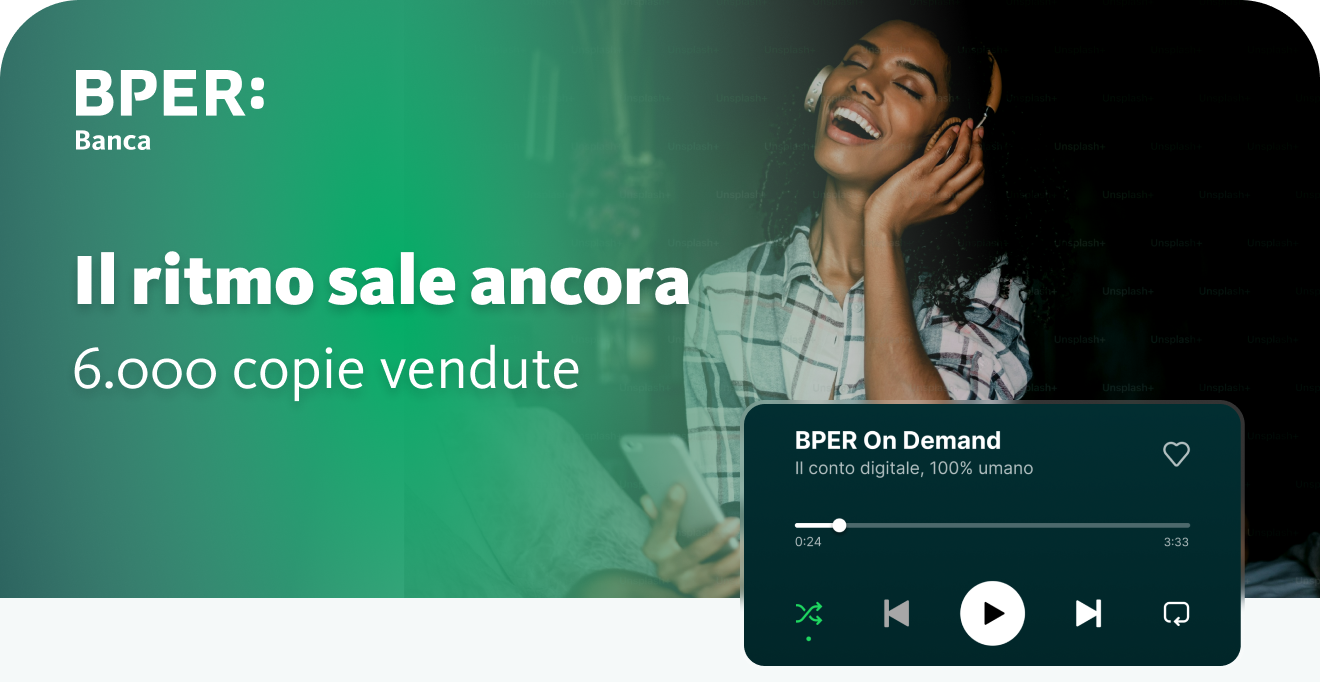 BPER:
Banca
Il ritmo sale ancora
6.000 copie vendute
BPER On Demand
Il conto digitale, 100% umano
0:24
3:33
Unsplash+